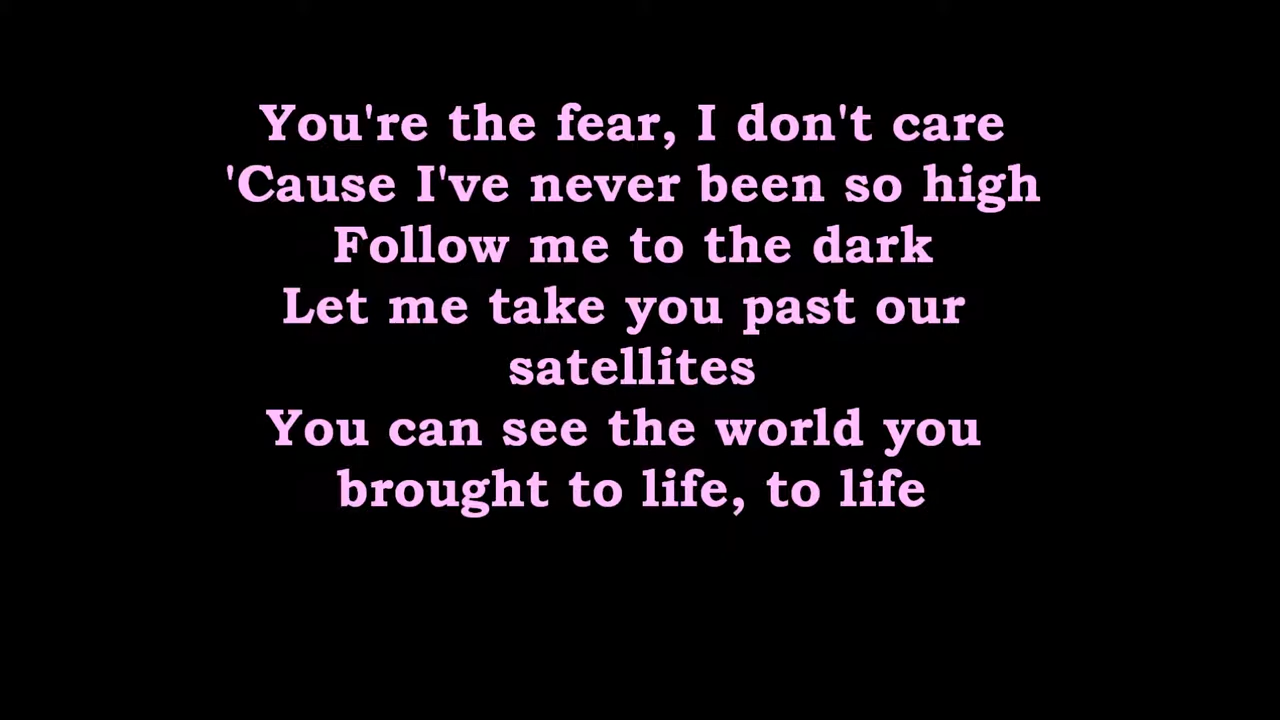 You're the fear, I don't care
'Cause I've never been so high
Follow me to the dark
Let me take you past our
satellites
You can see the world you
brought to life, to life